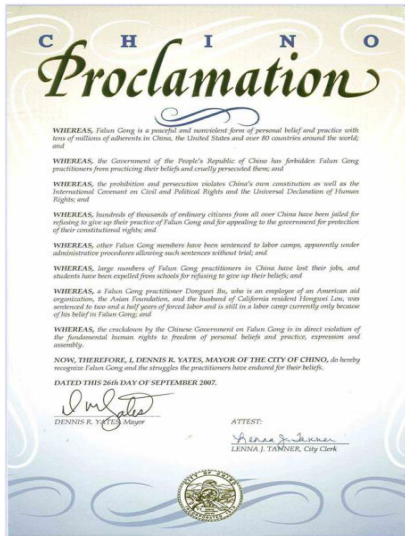 CHINO
Proclamation
WHEREAS, Falun Gong is a peaceful and nonviolent form of personal belief and practice with
tens of millions of adherents in China, the United States and over 80 countries around the world;
and
WHEREAS, the Government of the People's Republic of China has forbidden Falun Gong
practitioners from practicing their beliefs and cruelly persecuted them; and
WHEREAS, the prohibition and persecution violates China's own constitution as well as the
International Covenant on Civil and Political Rights and the Universal Declaration of Human
Rights; and
WHEREAS, hundreds of thousands of ordinary citizens from all over China have been jailed for
refusing to give up their practice of Falun Gong and for appealing to the government for protection
of their constitutional rights; and
WHEREAS, other Falun Gong members have been sentenced to labor camps, apparently under
administrative procedures allowing such sentences without trial; and
WHEREAS, large members of Falun Gong practitioners in China have lost their jobs, and
students have been expelled from schools for refusing to give up their beliefs; and
WHEREAS, a Falun Gong practitioner Dongwei Bu, who is an employee of an American aid
organization, the Asian Foundation, and the husband of California resident Hongwei Lou, was
sentenced to two and a half years of forced labor and is still in a labor camp currently only because
of his belief in Falun Gong; and
WHEREAS, the crackdown by the Chinese Government on Falun Gong is in direct violation of
the fundamental human rights to freedom of personal beliefs and practice, expression and
assembly.
NOW, THEREFORE, I, DENNIS R. YATES, MAYOR OF THE CITY OF CHINO, do hereby
recognize Falun Gong and the struggles the practitioners have endured for their beliefs.
DATED THIS 26th DAY OF SEPTEMBER 2007.
DENNIS R. YATES, Mayor
ATTEST:
Lenna J. Tanner
LENNA J. TANNER, City Clerk
CITY OF CHINO